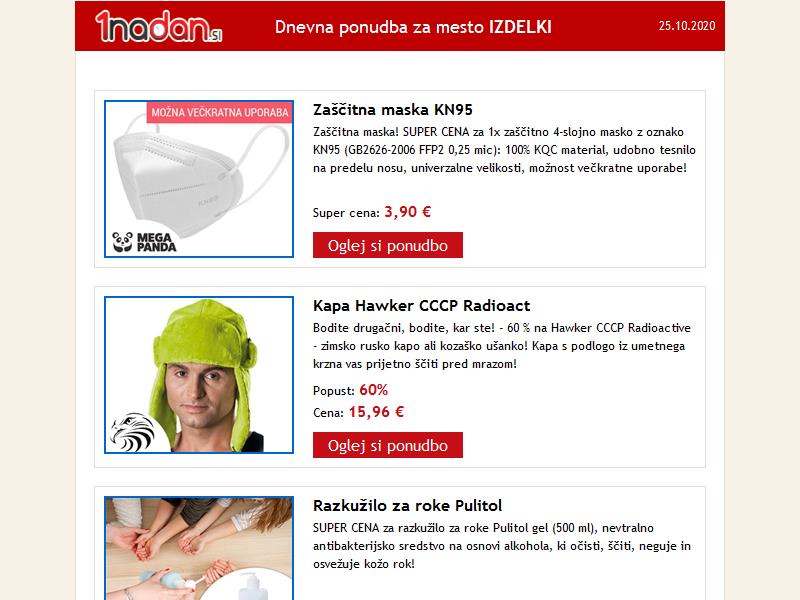 1nadan.si
Dnevna ponudba za mesto IZDELKI
25.10.2020
MOŽNA VEČKRATNA UPORABA
KN95
MEGA
PANDA
Zaščitna maska KN95
Zaščitna maska! SUPER CENA za 1x zaščitno 4-slojno masko z oznako
KN95 (GB2626-2006 FFP2 0,25 mic): 100% KQC material, udobno tesnilo
na predelu nosu, univerzalne velikosti, možnost večkratne uporabe!
Super cena: 3,90 €
Oglej si ponudbo
Kapa Hawker CCCP Radioact
Bodite drugačni, bodite, kar ste! - 60 % na Hawker CCCP Radioactive
- zimsko rusko kapo ali kozaško ušanko! Kapa s podlogo iz umetnega
krzna vas prijetno ščiti pred mrazom!
Popust: 60%
Cena: 15,96 €
Oglej si ponudbo
Razkužilo za roke Pulitol
SUPER CENA za razkužilo za roke Pulitol gel (500 ml), nevtralno
antibakterijsko sredstvo na osnovi alkohola, ki očisti, ščiti, neguje in
osvežuje kožo rok!